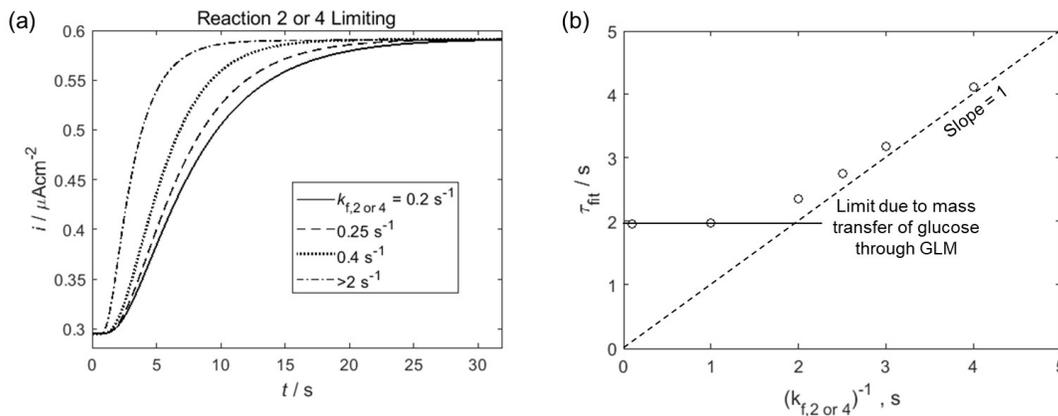 (a)
Reaction 2 or 4 Limiting
0.6
0.55
0.5
0.45
0.4
0.35
0.3
i / μAcm⁻²
0
5
10
15
20
25
30
t / s
k_f,2 or 4 = 0.2 s⁻¹
0.25 s⁻¹
0.4 s⁻¹
>2 s⁻¹
(b)
5
4
3
2
1
0
τ_fit / s
0
1
2
3
4
5
(k_f,2 or 4)⁻¹ , s
Slope = 1
Limit due to mass
transfer of glucose
through GLM